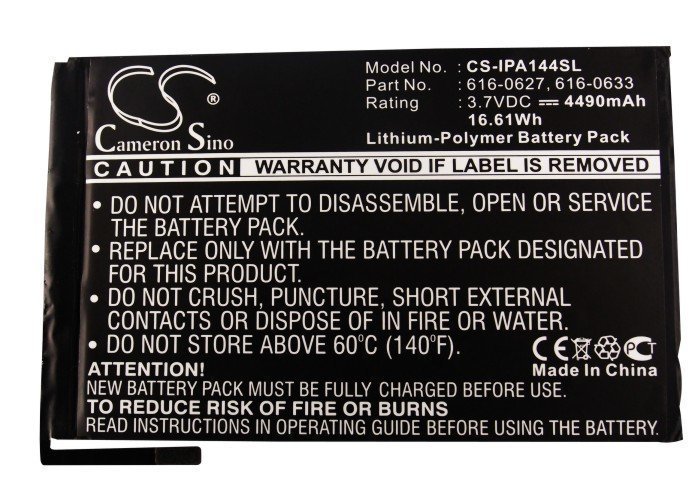 CS
®
Cameron Sino
Model No. : CS-IPA144SL
Part No. : 616-0627, 616-0633
Rating : 3.7VDC ⎓ 4490mAh
16.61Wh
Lithium-Polymer Battery Pack
CAUTION WARRANTY VOID IF LABEL IS REMOVED
• DO NOT ATTEMPT TO DISASSEMBLE, OPEN OR SERVICE
THE BATTERY PACK.
• REPLACE ONLY WITH THE BATTERY PACK DESIGNATED
FOR THIS PRODUCT.
• DO NOT CRUSH, PUNCTURE, SHORT EXTERNAL
CONTACTS OR DISPOSE OF IN FIRE OR WATER.
• DO NOT STORE ABOVE 60°C (140°F).
CE PCT
Made In China
ATTENTION!
NEW BATTERY PACK MUST BE FULLY CHARGED BEFORE USE
TO REDUCE RISK OF FIRE OR BURNS
READ INSTRUCTION DETAILS BEFORE USING THE BATTERY.